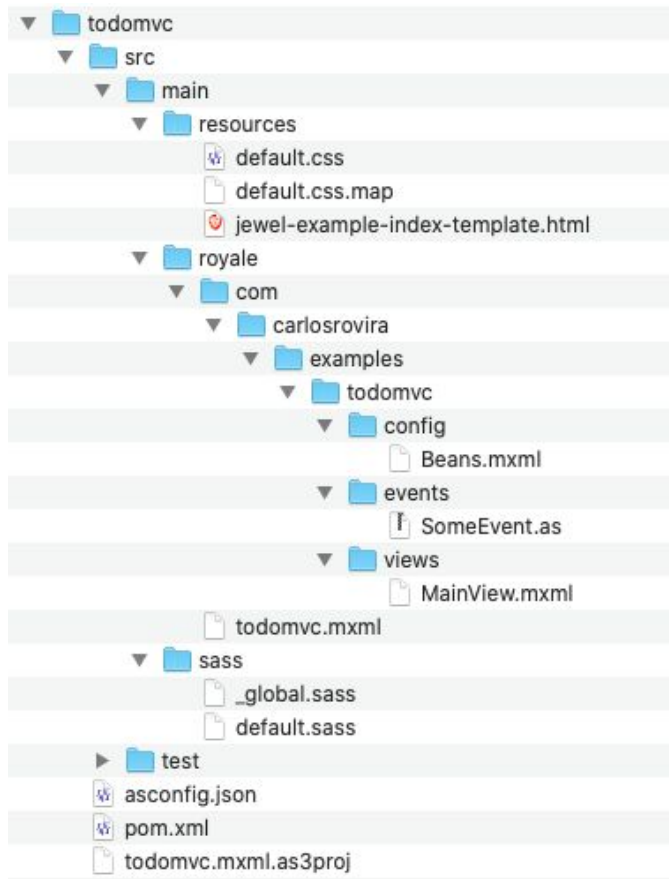 todomvc
src
main
resources
default.css
default.css.map
jewel-example-index-template.html
royale
com
carlosrovira
examples
todomvc
config
Beans.mxml
events
SomeEvent.as
views
MainView.mxml
todomvc.mxml
sass
_global.sass
default.sass
test
asconfig.json
pom.xml
todomvc.mxml.as3proj